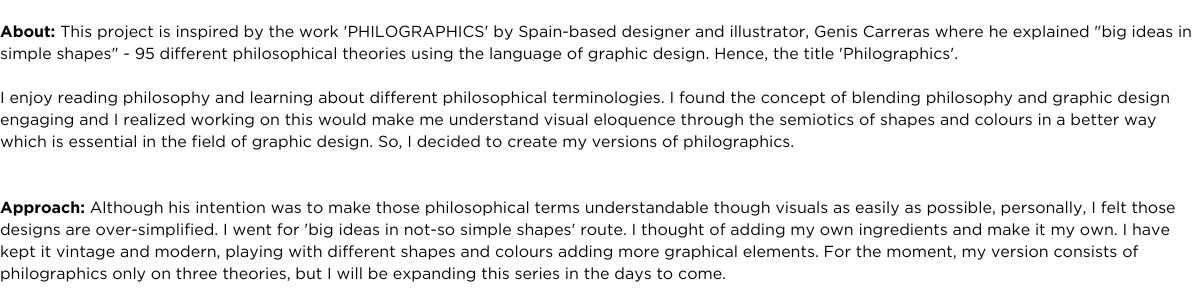 About: This project is inspired by the work 'PHILOGRAPHICS' by Spain-based designer and illustrator, Genis Carreras where he explained "big ideas in
simple shapes" - 95 different philosophical theories using the language of graphic design. Hence, the title 'Philographics'.
I enjoy reading philosophy and learning about different philosophical terminologies. I found the concept of blending philosophy and graphic design
engaging and I realized working on this would make me understand visual eloquence through the semiotics of shapes and colours in a better way
which is essential in the field of graphic design. So, I decided to create my versions of philographics.
Approach: Although his intention was to make those philosophical terms understandable though visuals as easily as possible, personally, I felt those
designs are over-simplified. I went for 'big ideas in not-so simple shapes' route. I thought of adding my own ingredients and make it my own. I have
kept it vintage and modern, playing with different shapes and colours adding more graphical elements. For the moment, my version consists of
philographics only on three theories, but I will be expanding this series in the days to come.